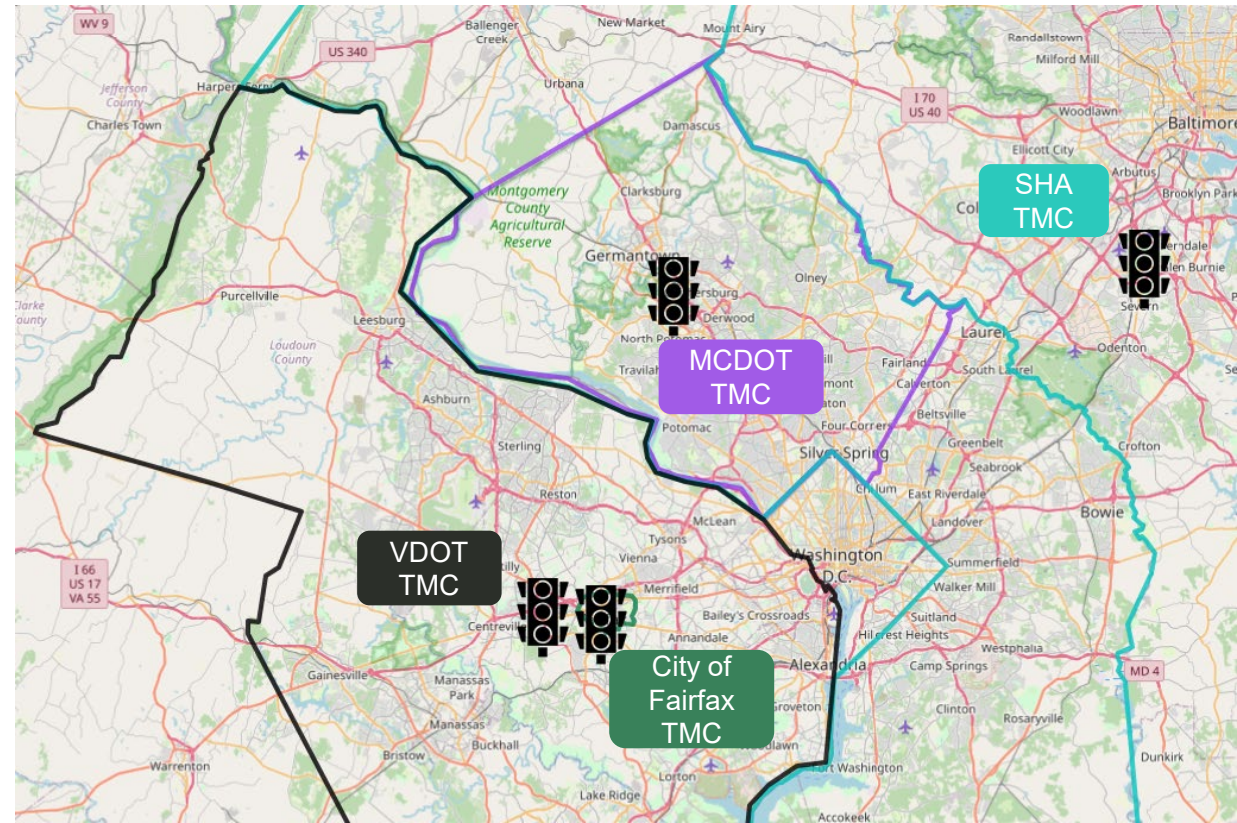 WV 9
Ballenger
Creek
New Market
Mount Airy
Randallstown
Milford Mill
US 340
Jefferson
County
Charles Town
Urbana
I 70
US 40
Woodlawn
Baltimore
Damascus
Ellicott City
Arbutus
Brooklyn Park
Montgomery
County
Agricultural
Reserve
Clarksburg
SHA
TMC
Germantown
Olney
Glen Burnie
Severn
Purcellville
Derwood
Leesburg
Clarke
County
Loudoun
County
Laurel
Odenton
MCDOT
TMC
Fairland
South Laurel
Calverton
Ashburn
Beltsville
Potomac
Four Corners
Crofton
Sterling
Silver Spring
Greenbelt
Seabrook
Reston
East Riverdale
Bowie
McLean
Landover
Tysons
VDOT
TMC
Vienna
Washington
D.C.
Summerfield
I 66
US 17
VA 55
Merrifield
Walker Mill
Bailey's Crossroads
Suitland
Centreville
Annandale
Hillcrest Heights
Westphalia
City of
Fairfax
TMC
Alexandria
Camp Springs
MD 4
Gainesville
Manassas
Park
Groveton
Clinton
Rosaryville
Manassas
Buckhall
Bristow
Warrenton
Lorton
Fort Washington
Dunkirk
Lake Ridge
Accokeek